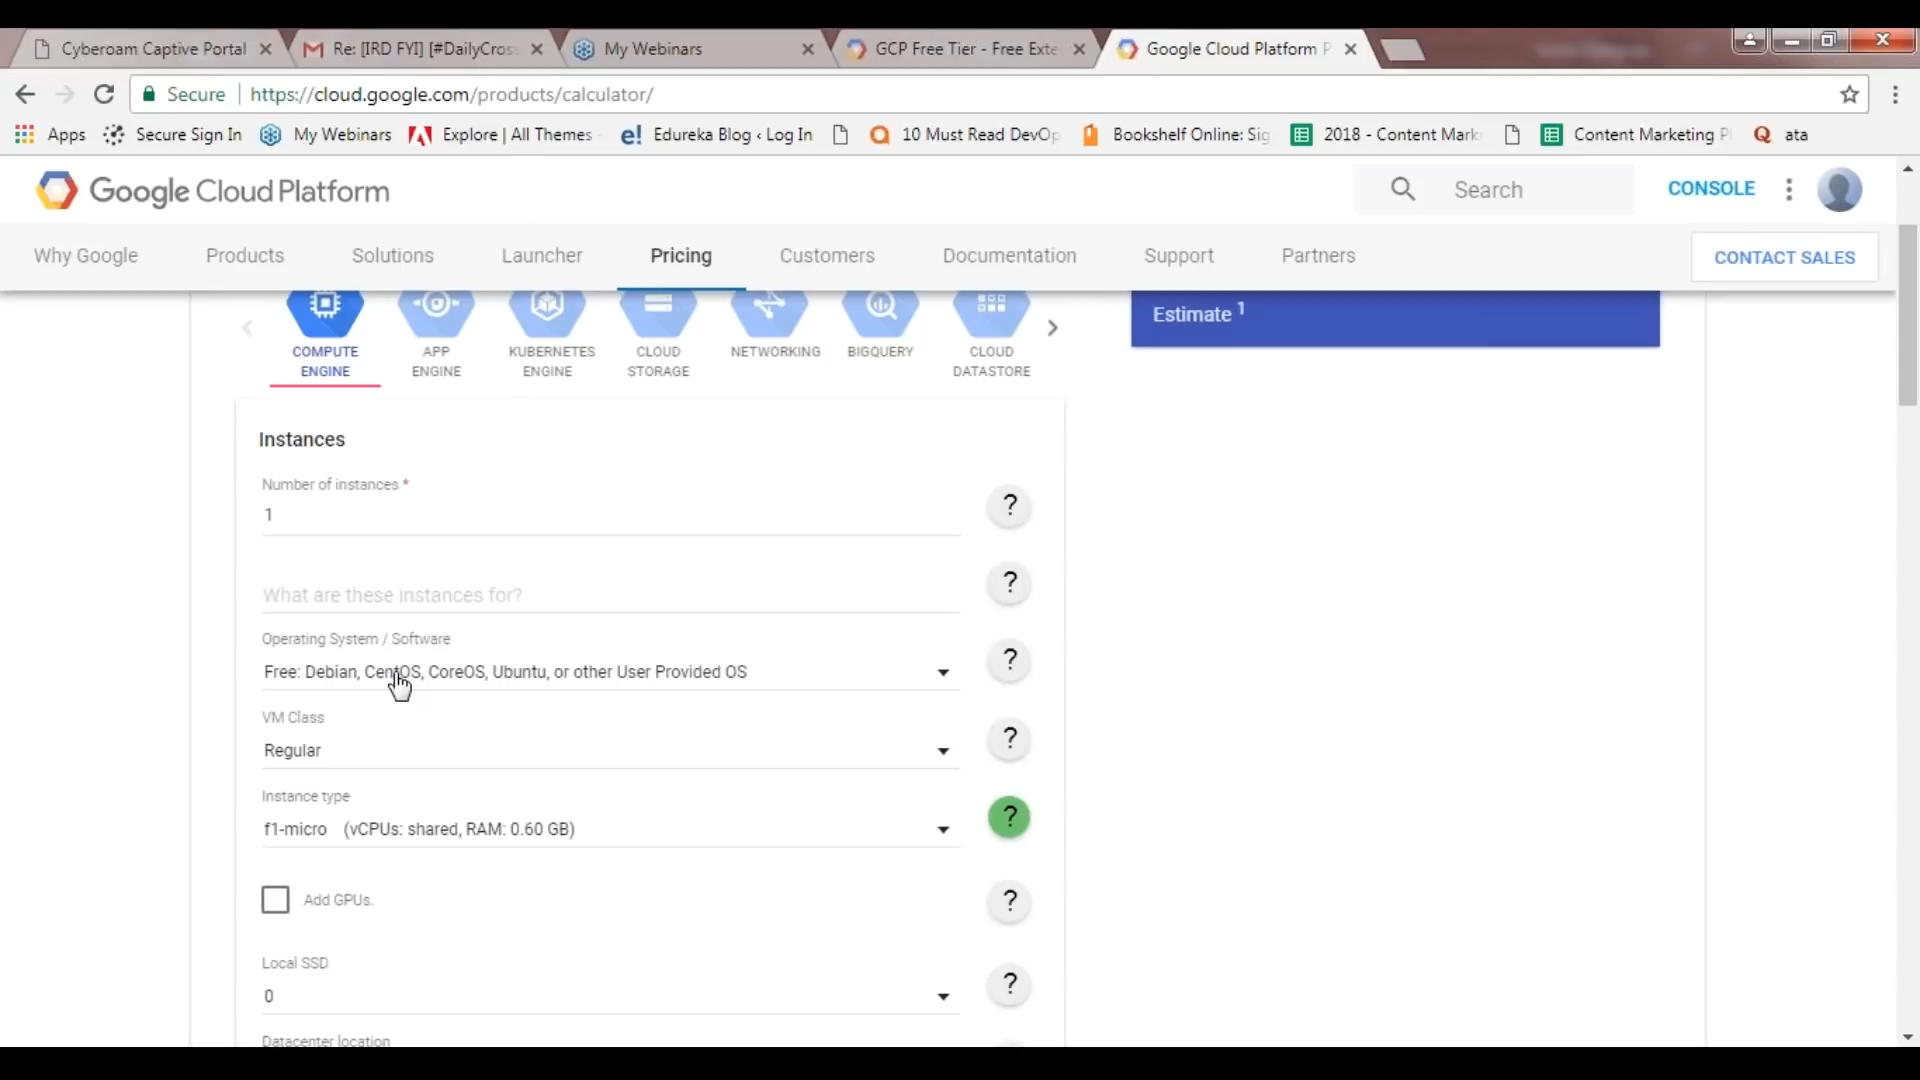 Cyberoam Captive Portal
Re: [IRD FYI] [#DailyCros
My Webinars
GCP Free Tier - Free Exte
Google Cloud Platform P
Secure
https://cloud.google.com/products/calculator/
Apps
Secure Sign In
My Webinars
Explore | All Themes
e! Edureka Blog ‹ Log In
10 Must Read DevOp
Bookshelf Online: Sig
2018 - Content Mark
Content Marketing P
ata
Google Cloud Platform
Search
CONSOLE
Why Google
Products
Solutions
Launcher
Pricing
Customers
Documentation
Support
Partners
CONTACT SALES
COMPUTE
ENGINE
APP
ENGINE
KUBERNETES
ENGINE
CLOUD
STORAGE
NETWORKING
BIGQUERY
CLOUD
DATASTORE
Estimate 1
Instances
Number of instances *
1
?
What are these instances for?
?
Operating System / Software
Free: Debian, CentOS, CoreOS, Ubuntu, or other User Provided OS
?
VM Class
Regular
?
Instance type
f1-micro (vCPUs: shared, RAM: 0.60 GB)
?
Add GPUs.
?
Local SSD
0
?
Datacenter location